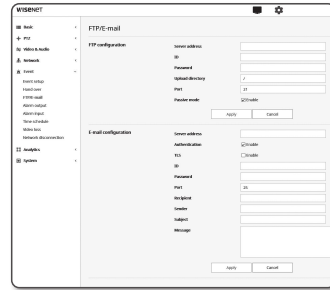 WISENET
Basic
PTZ
Video & Audio
Network
Event
Event setup
Hand over
FTP/E-mail
Alarm output
Alarm input
Time schedule
Video loss
Network disconnection
Analytics
System
FTP/E-mail
FTP configuration
Server address
ID
Password
Upload directory /
Port 21
Passive mode Enable
Apply Cancel
E-mail configuration
Server address
Authentication Enable
TLS Enable
ID
Password
Port 25
Recipient
Sender
Subject
Message
Apply Cancel